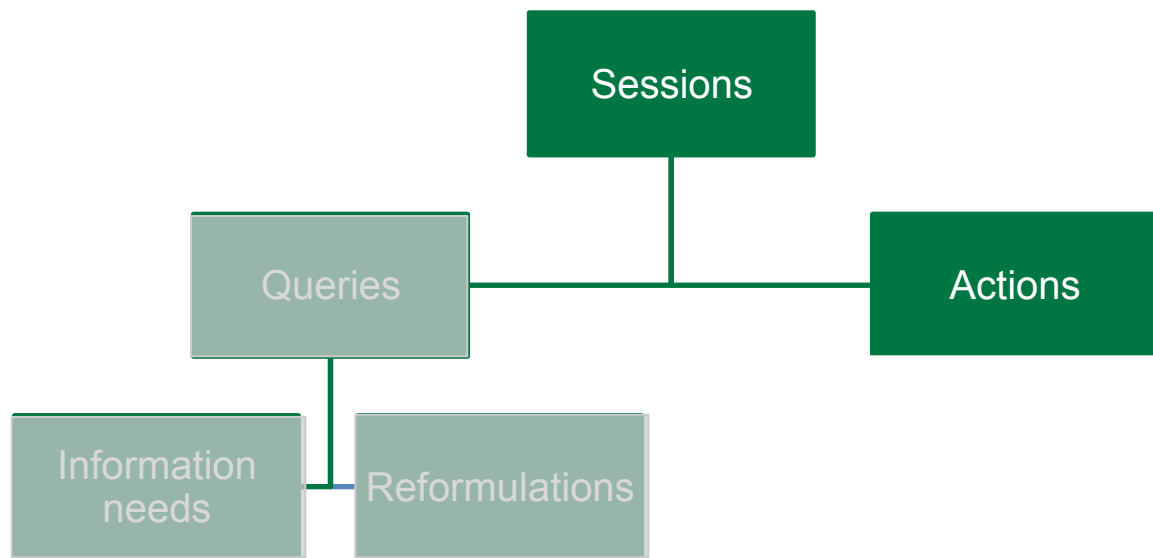 Sessions
Queries
Actions
Information
needs
Reformulations